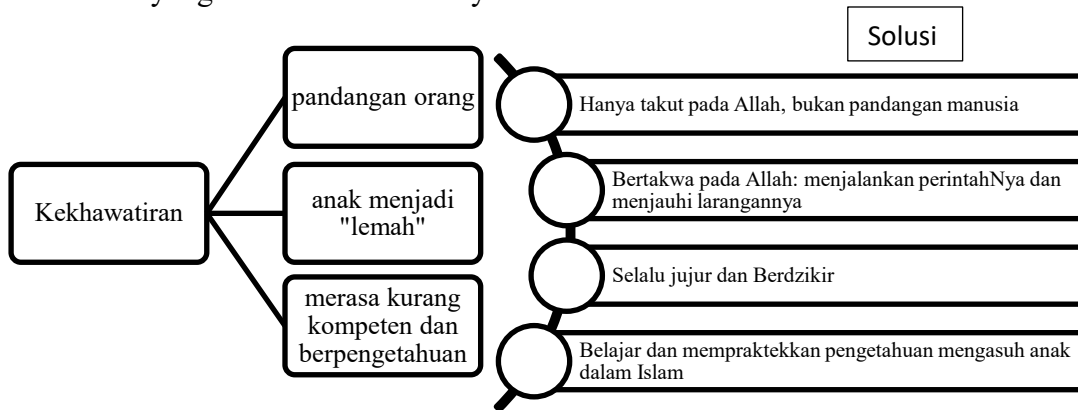 Solusi
pandangan orang
Kekhawatiran
anak menjadi
"lemah"
merasa kurang
kompeten dan
berpengetahuan
Hanya takut pada Allah, bukan pandangan manusia
Bertakwa pada Allah: menjalankan perintahNya dan
menjauhi larangannya
Selalu jujur dan Berdzikir
Belajar dan mempraktekkan pengetahuan mengasuh anak
dalam Islam